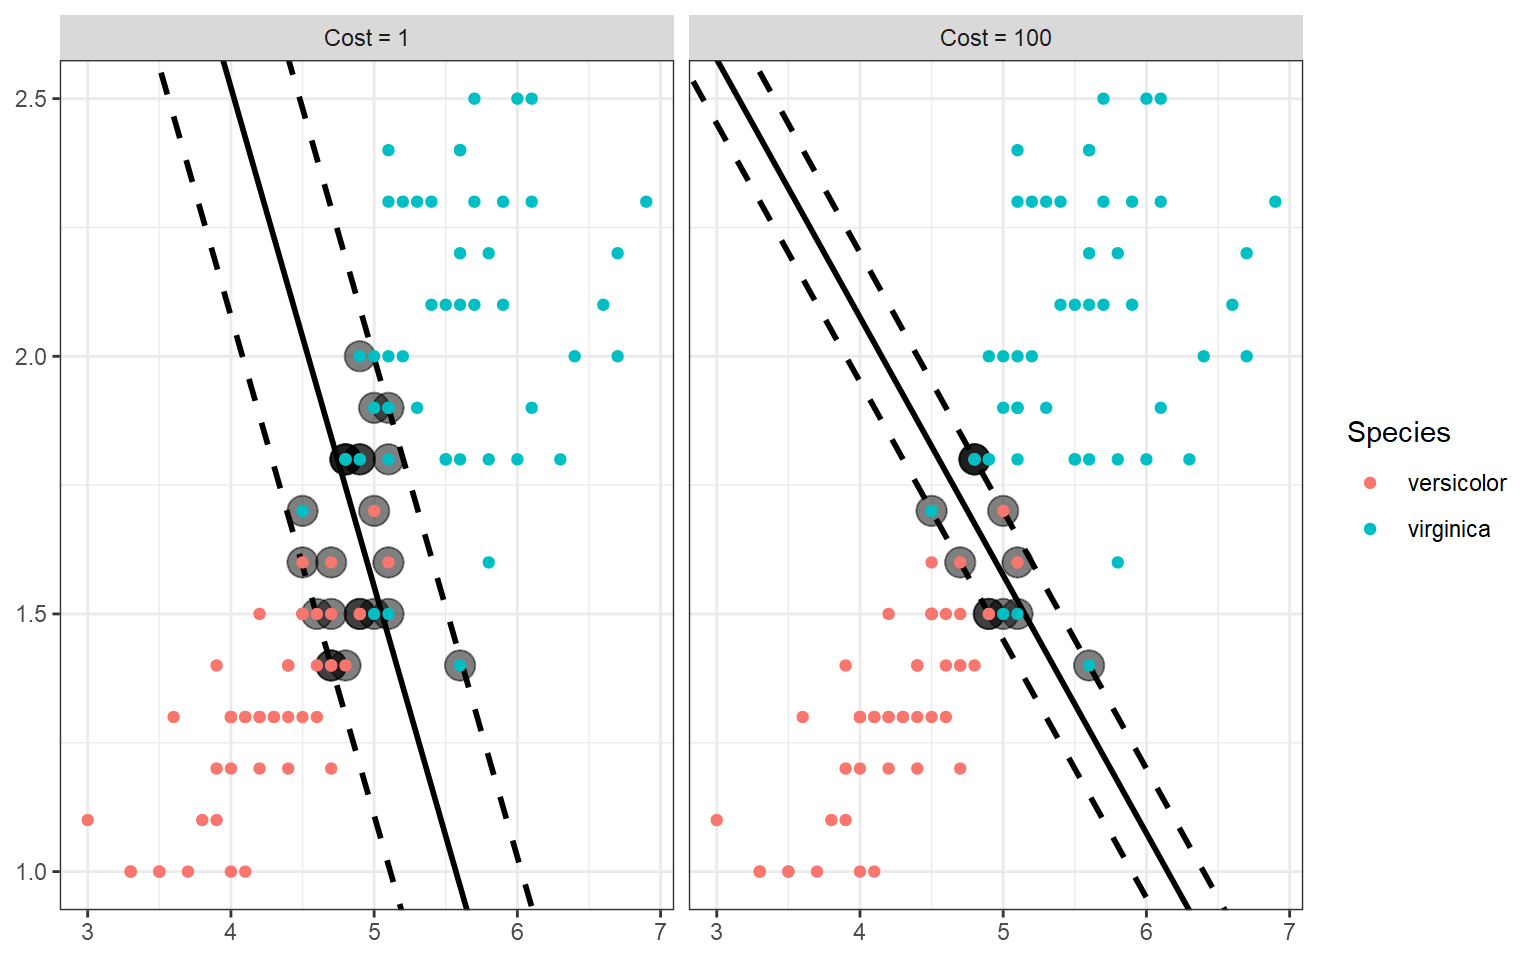 Cost = 1
Cost = 100
2.5
2.0
1.5
1.0
3 4 5 6 7
3 4 5 6 7
Species
versicolor
virginica